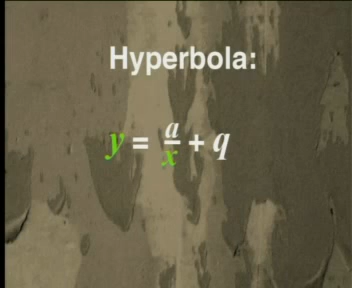 Hyperbola:
y = a/x + q